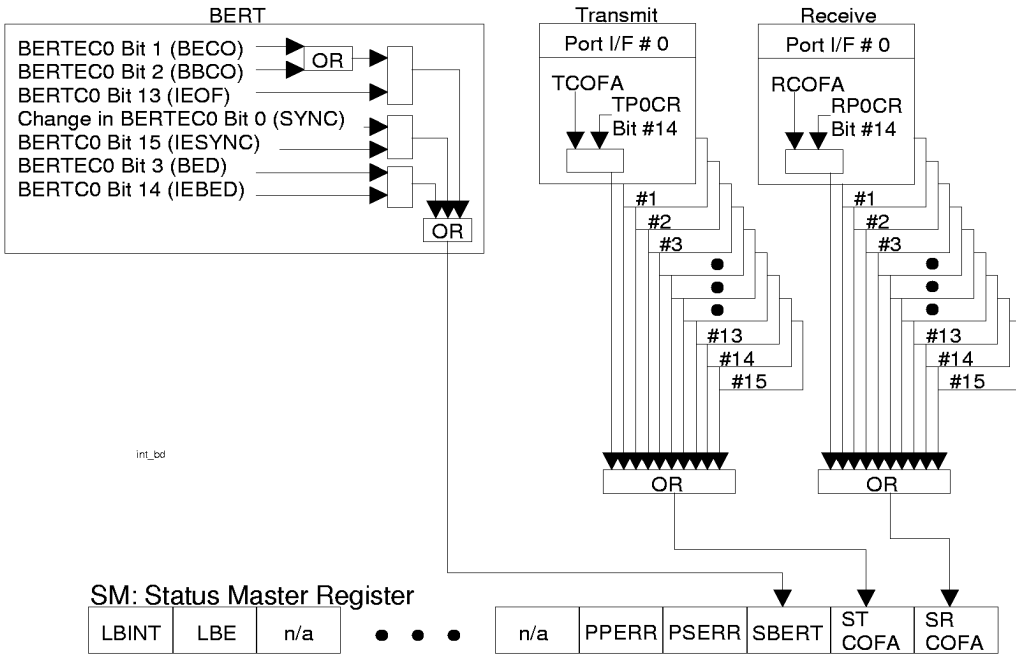 BERT
BERTEC0 Bit 1 (BECO)
BERTEC0 Bit 2 (BBCO)
OR
BERTC0 Bit 13 (IEOF)
Change in BERTEC0 Bit 0 (SYNC)
BERTC0 Bit 15 (IESYNC)
BERTEC0 Bit 3 (BED)
BERTC0 Bit 14 (IEBED)
OR
Transmit
Port I/F # 0
TCOFA
TP0CR
Bit #14
#1
#2
#3
#13
#14
#15
OR
Receive
Port I/F # 0
RCOFA
RP0CR
Bit #14
#1
#2
#3
#13
#14
#15
OR
int_bd
SM: Status Master Register
LBINT LBE n/a n/a PPERR PSERR SBERT ST COFA SR COFA